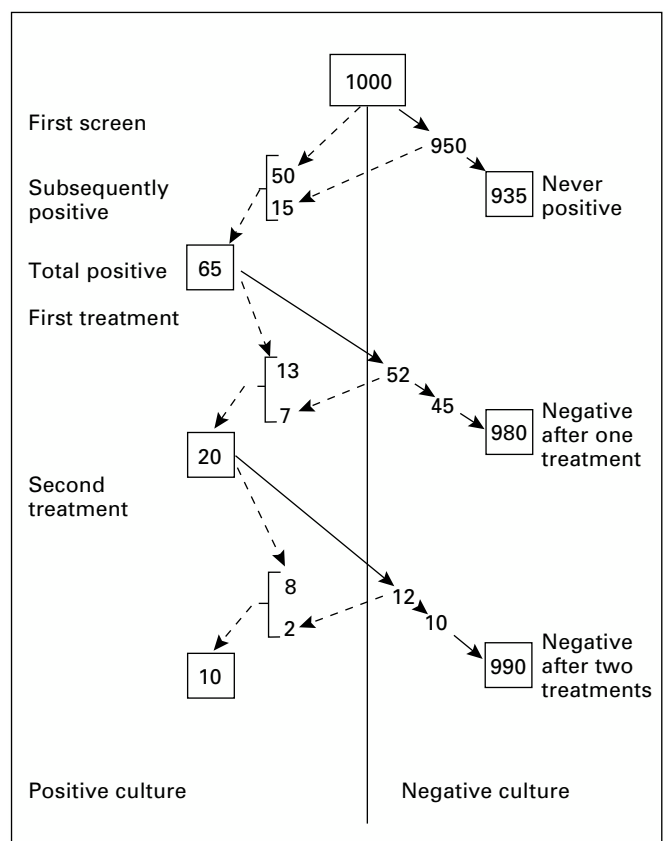 1000
First screen
950
50
Subsequently
positive
15
935
Never
positive
Total positive
65
First treatment
13
52
7
45
980
Negative
after one
treatment
20
Second
treatment
8
12
2
10
10
990
Negative
after two
treatments
Positive culture
Negative culture